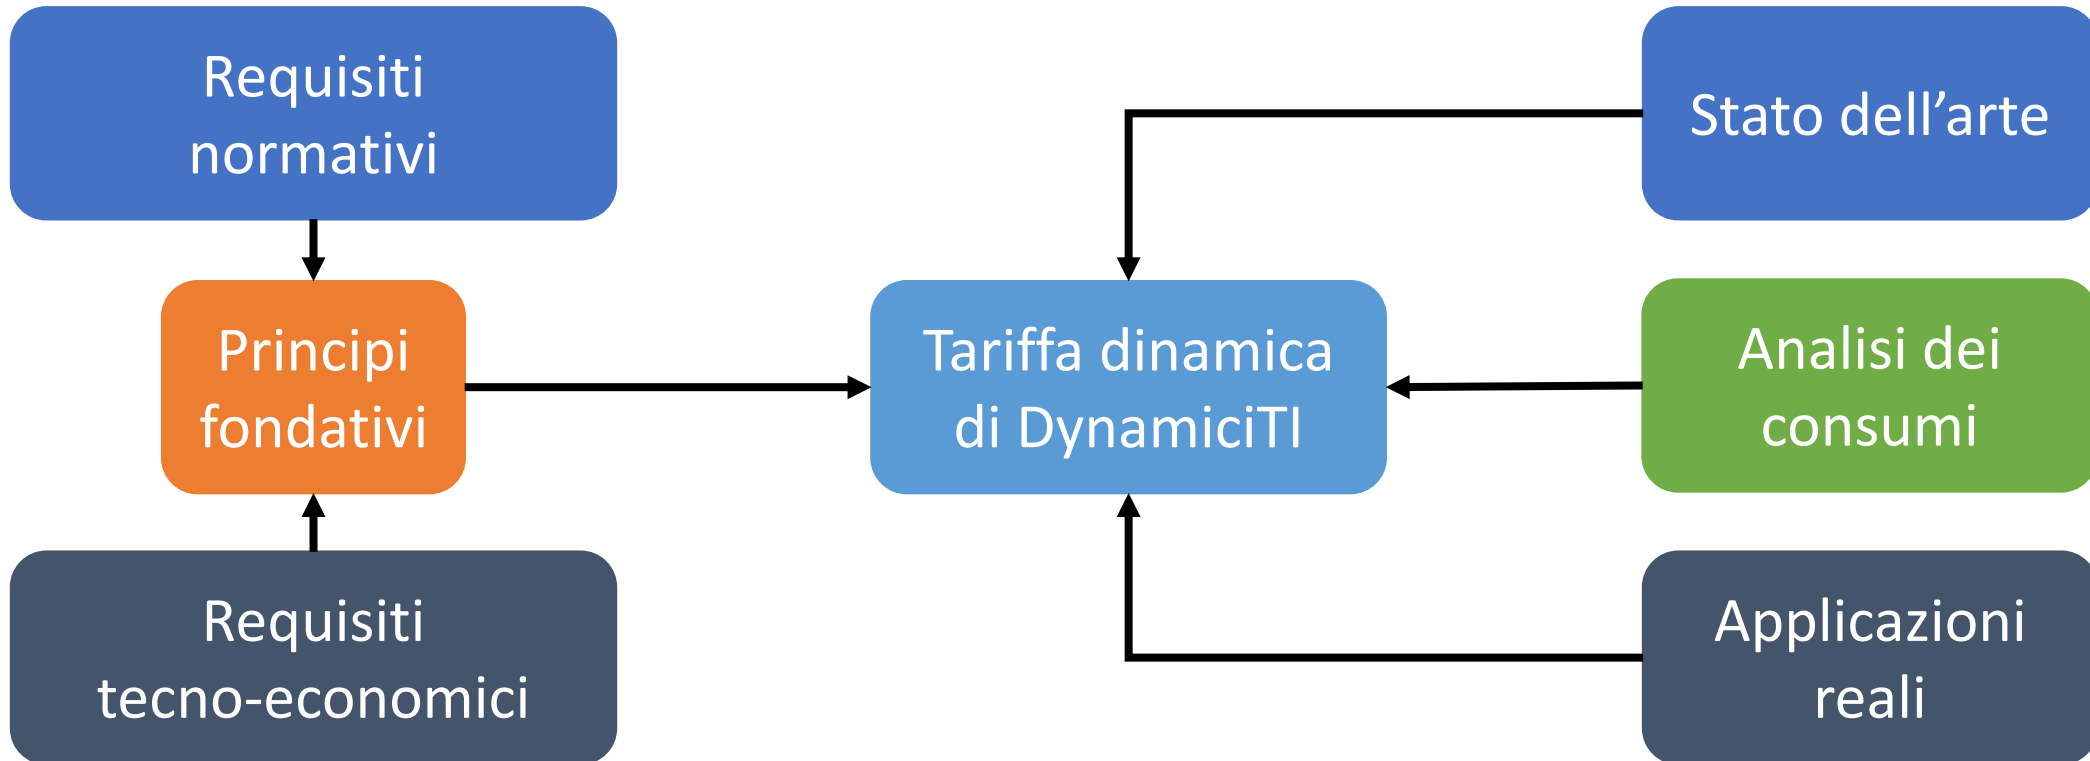 Requisiti
normativi
Stato dell’arte
Principi
fondativi
Tariffa dinamica
di DynamiciTI
Analisi dei
consumi
Requisiti
tecno-economici
Applicazioni
reali